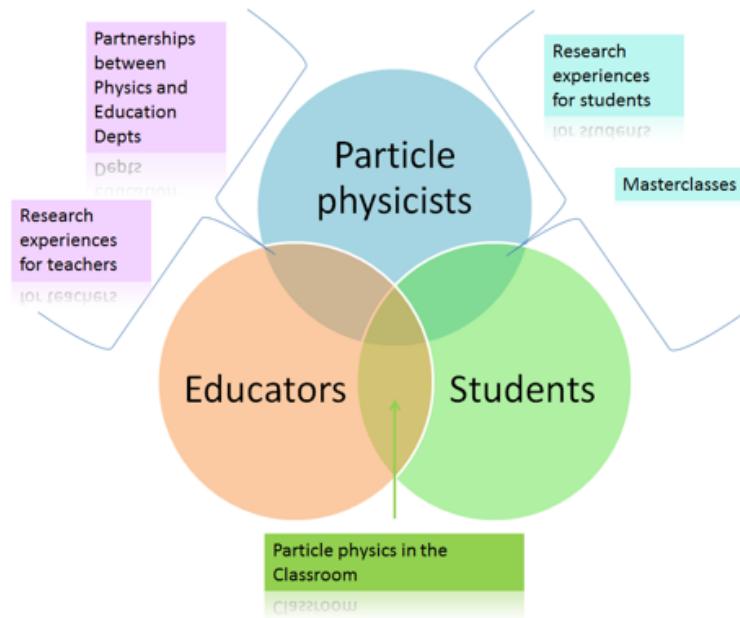 Partnerships
between
Physics and
Education
Depts
Research
experiences
for students
Particle
physicists
Masterclasses
Research
experiences
for teachers
Educators
Students
Particle physics in the
Classroom